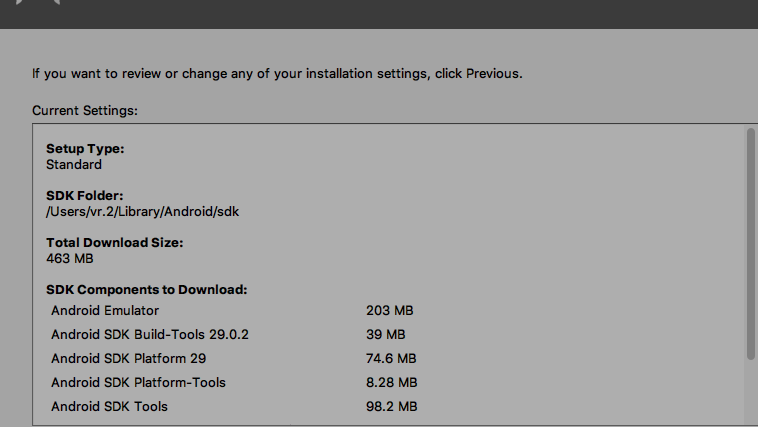 If you want to review or change any of your installation settings, click Previous.
Current Settings:
Setup Type:
Standard
SDK Folder:
/Users/vr.2/Library/Android/sdk
Total Download Size:
463 MB
SDK Components to Download:
Android Emulator 203 MB
Android SDK Build-Tools 29.0.2 39 MB
Android SDK Platform 29 74.6 MB
Android SDK Platform-Tools 8.28 MB
Android SDK Tools 98.2 MB